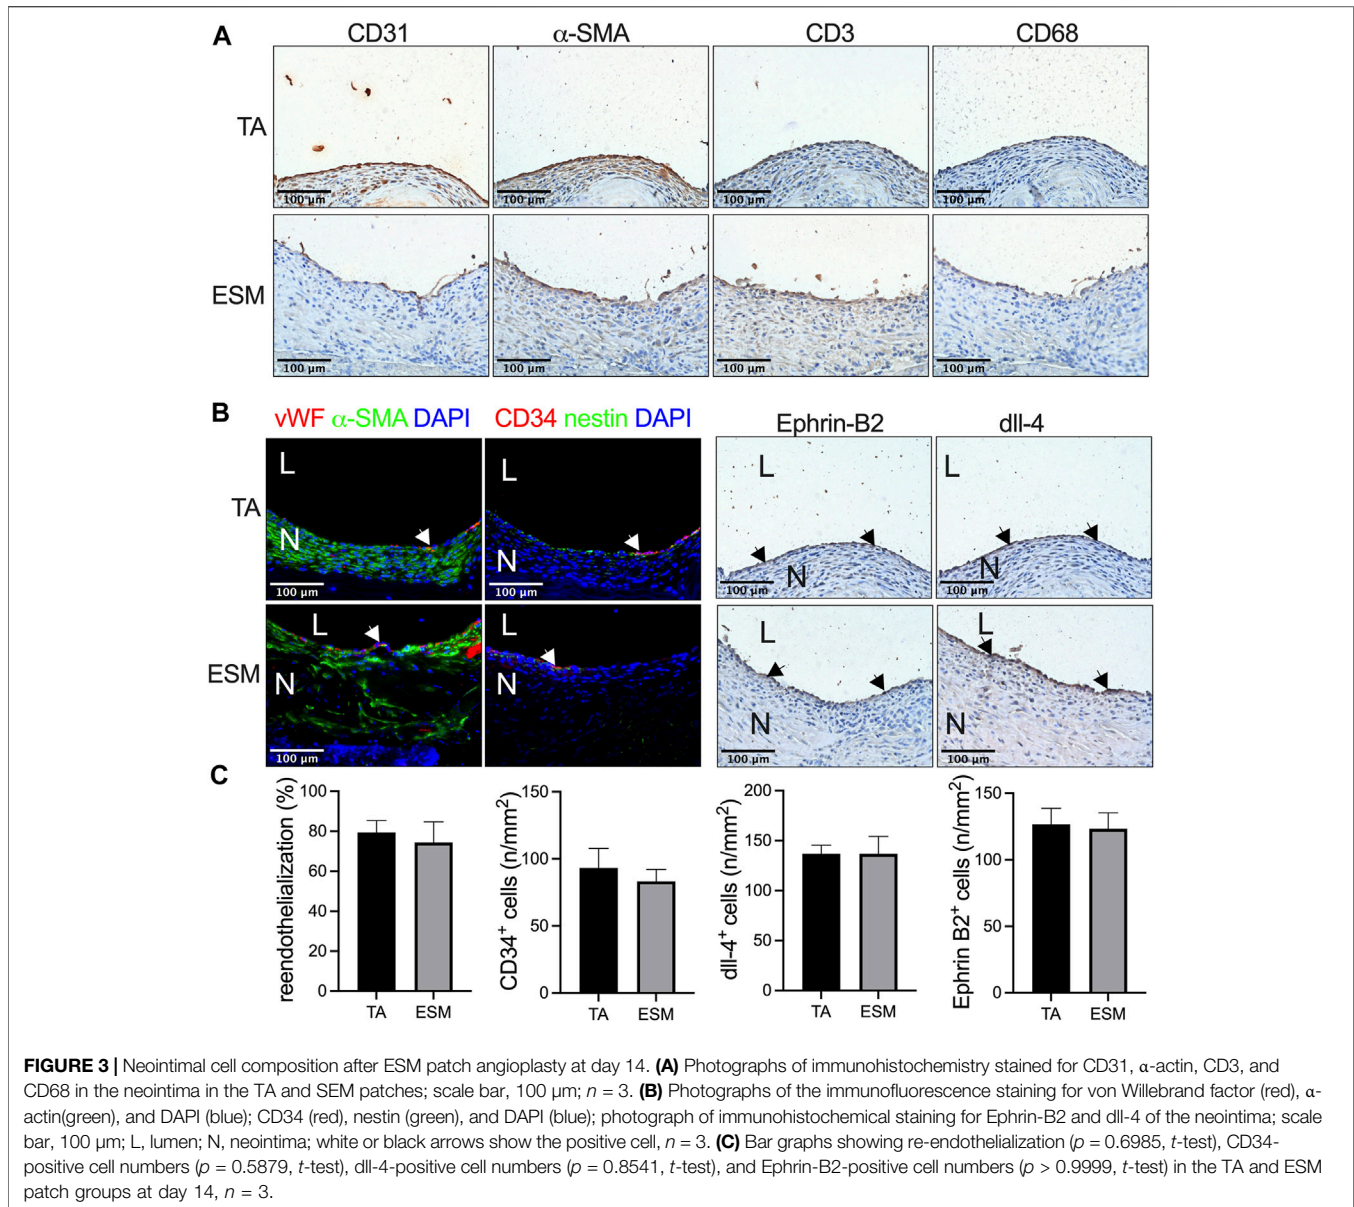 A
CD31 α-SMA CD3 CD68
TA
100 µm 100 µm 100 µm 100 µm
ESM
100 µm 100 µm 100 µm 100 µm
B
vWF α-SMA DAPI CD34 nestin DAPI Ephrin-B2 dll-4
TA
L L L L
N N N N
100 µm 100 µm 100 µm 100 µm
ESM
L L L L
N N N N
100 µm 100 µm 100 µm
C
reendothelialization (%)
100
80
60
40
20
0
TA ESM
CD34+ cells (n/mm2)
150
100
50
0
TA ESM
dll-4+ cells (n/mm2)
200
150
100
50
0
TA ESM
Ephrin B2+ cells (n/mm2)
150
100
50
0
TA ESM
FIGURE 3 | Neointimal cell composition after ESM patch angioplasty at day 14. (A) Photographs of immunohistochemistry stained for CD31, α-actin, CD3, and
CD68 in the neointima in the TA and SEM patches; scale bar, 100 µm; n = 3. (B) Photographs of the immunofluorescence staining for von Willebrand factor (red), α-
actin(green), and DAPI (blue); CD34 (red), nestin (green), and DAPI (blue); photograph of immunohistochemical staining for Ephrin-B2 and dll-4 of the neointima; scale
bar, 100 µm; L, lumen; N, neointima; white or black arrows show the positive cell, n = 3. (C) Bar graphs showing re-endothelialization (p = 0.6985, t-test), CD34-
positive cell numbers (p = 0.5879, t-test), dll-4-positive cell numbers (p = 0.8541, t-test), and Ephrin-B2-positive cell numbers (p > 0.9999, t-test) in the TA and ESM
patch groups at day 14, n = 3.